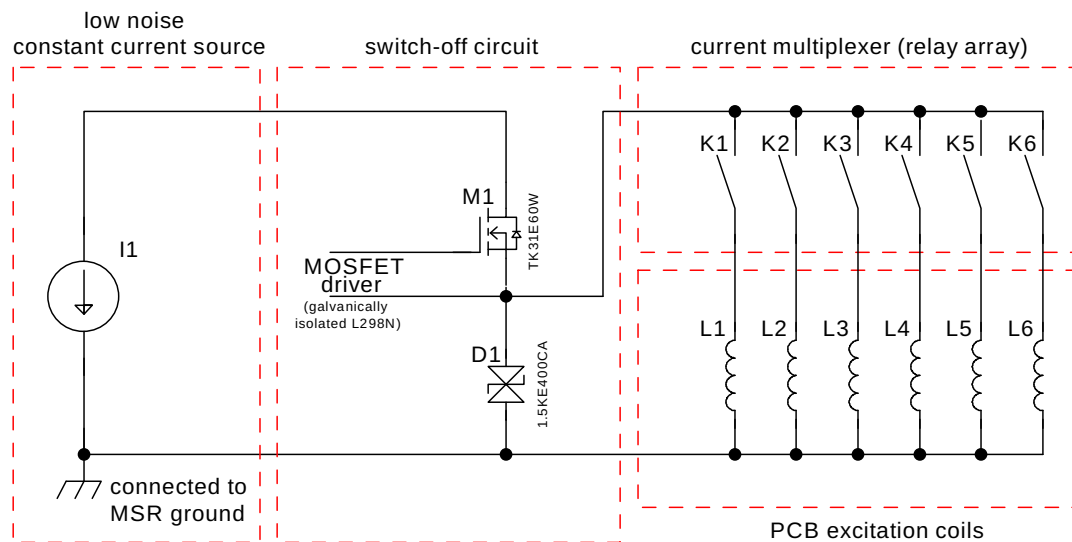 low noise
constant current source
switch-off circuit
current multiplexer (relay array)
K1
K2
K3
K4
K5
K6
M1
TK31E60W
I1
MOSFET
driver
(galvanically
isolated L298N)
D1
1.5KE400CA
L1
L2
L3
L4
L5
L6
connected to
MSR ground
PCB excitation coils